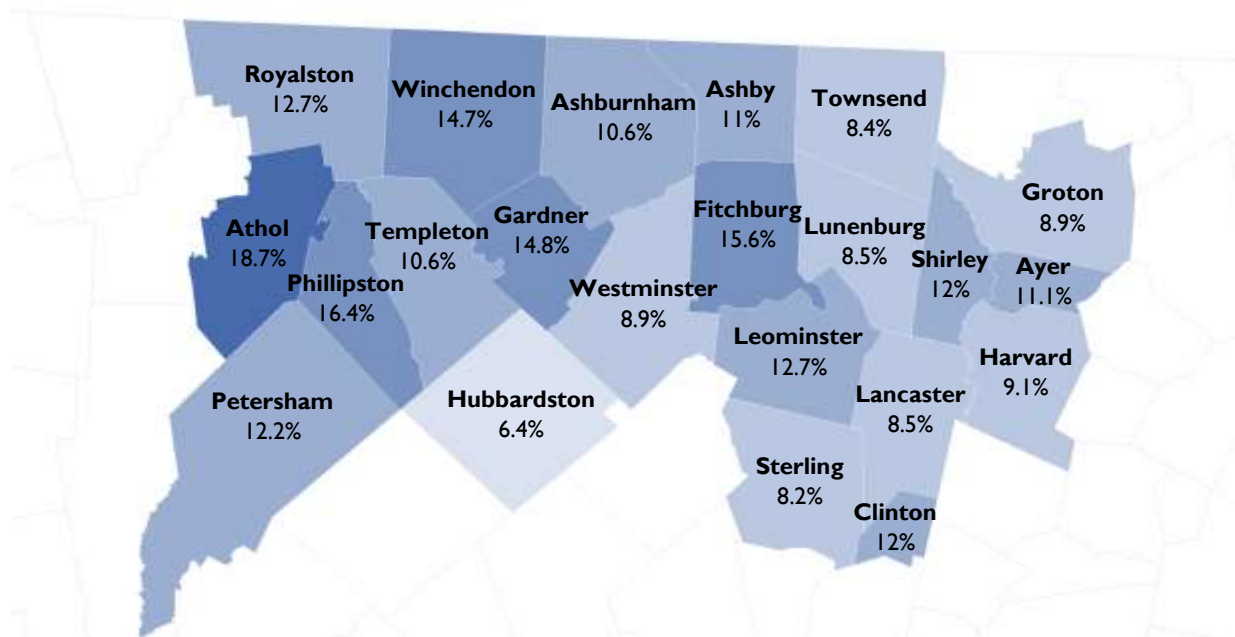 Royalston
12.7%
Winchendon
14.7%
Ashburnham
10.6%
Ashby
11%
Townsend
8.4%
Groton
8.9%
Athol
18.7%
Templeton
10.6%
Gardner
14.8%
Fitchburg
15.6%
Lunenburg
8.5%
Shirley
12%
Ayer
11.1%
Phillipston
16.4%
Westminster
8.9%
Leominster
12.7%
Harvard
9.1%
Petersham
12.2%
Hubbardston
6.4%
Lancaster
8.5%
Sterling
8.2%
Clinton
12%